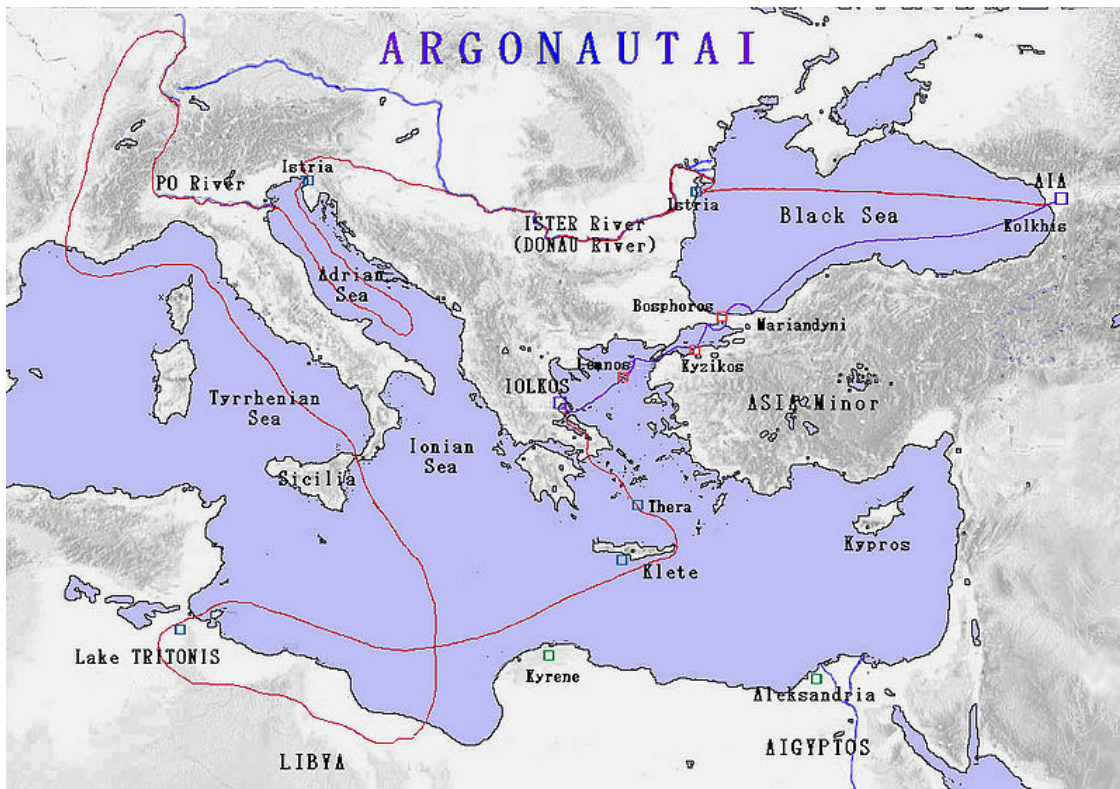 ARGONAUTAI
Istria
PO River
AIA
Istria
Black Sea
Kolkhis
ISTER River
(DONAU River)
Adrian
Sea
Bosphoros
Mariandyni
Lemnos
Kyzikos
IOLKOS
ASIA Minor
Tyrrhenian
Sea
Ionian
Sea
Sicilia
Thera
Kypros
Klete
Lake TRITONIS
Kyrene
Aleksandria
AIGYPTOS
LIBYA